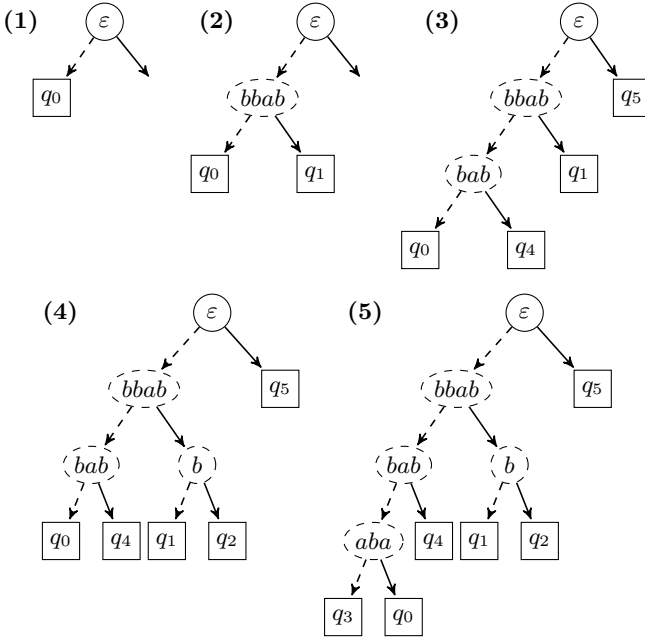 (1) ε (2) ε (3) ε
q₀ bbab bbab q₅
q₀ q₁ bab q₁
q₀ q₄
(4) ε (5) ε
bbab q₅ bbab q₅
bab b bab b
q₀ q₄ q₁ q₂ aba q₄ q₁ q₂
q₃ q₀